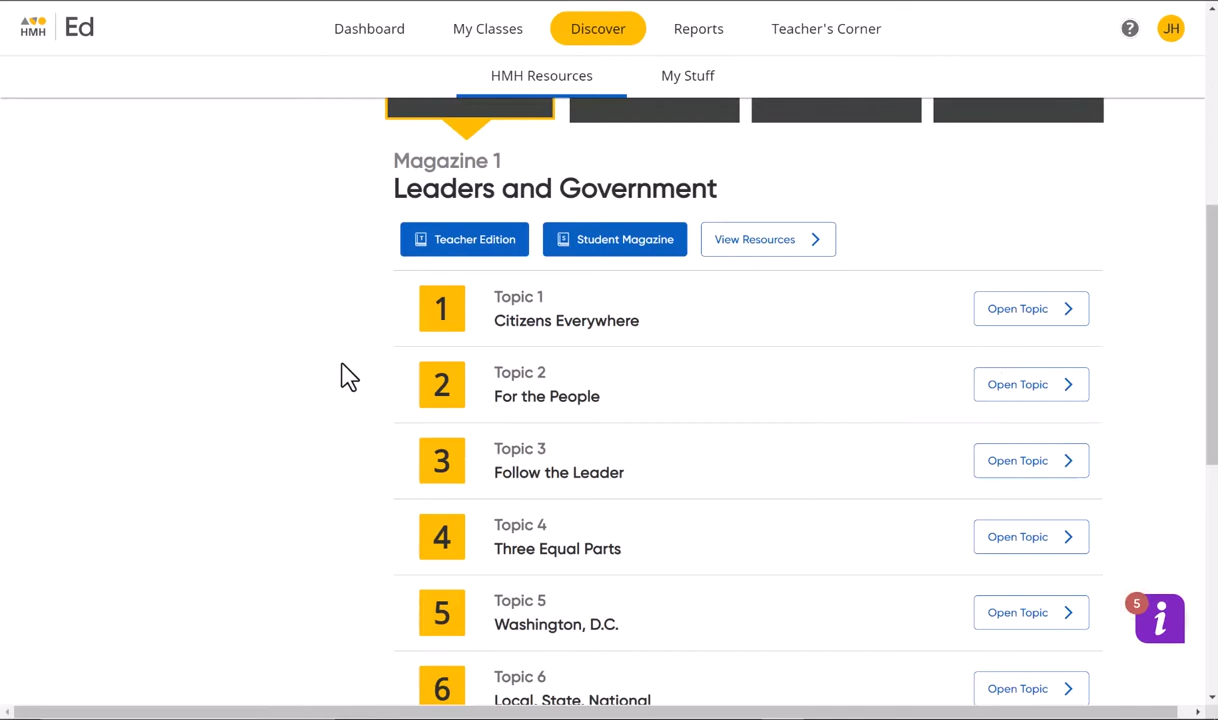 HMH
Ed
Dashboard
My Classes
Discover
Reports
Teacher's Corner
?
JH
HMH Resources
My Stuff
Magazine 1
Leaders and Government
T Teacher Edition
S Student Magazine
View Resources
1
Topic 1
Citizens Everywhere
Open Topic
2
Topic 2
For the People
Open Topic
3
Topic 3
Follow the Leader
Open Topic
4
Topic 4
Three Equal Parts
Open Topic
5
Topic 5
Washington, D.C.
Open Topic
5
i
6
Topic 6
Local, State, National
Open Topic